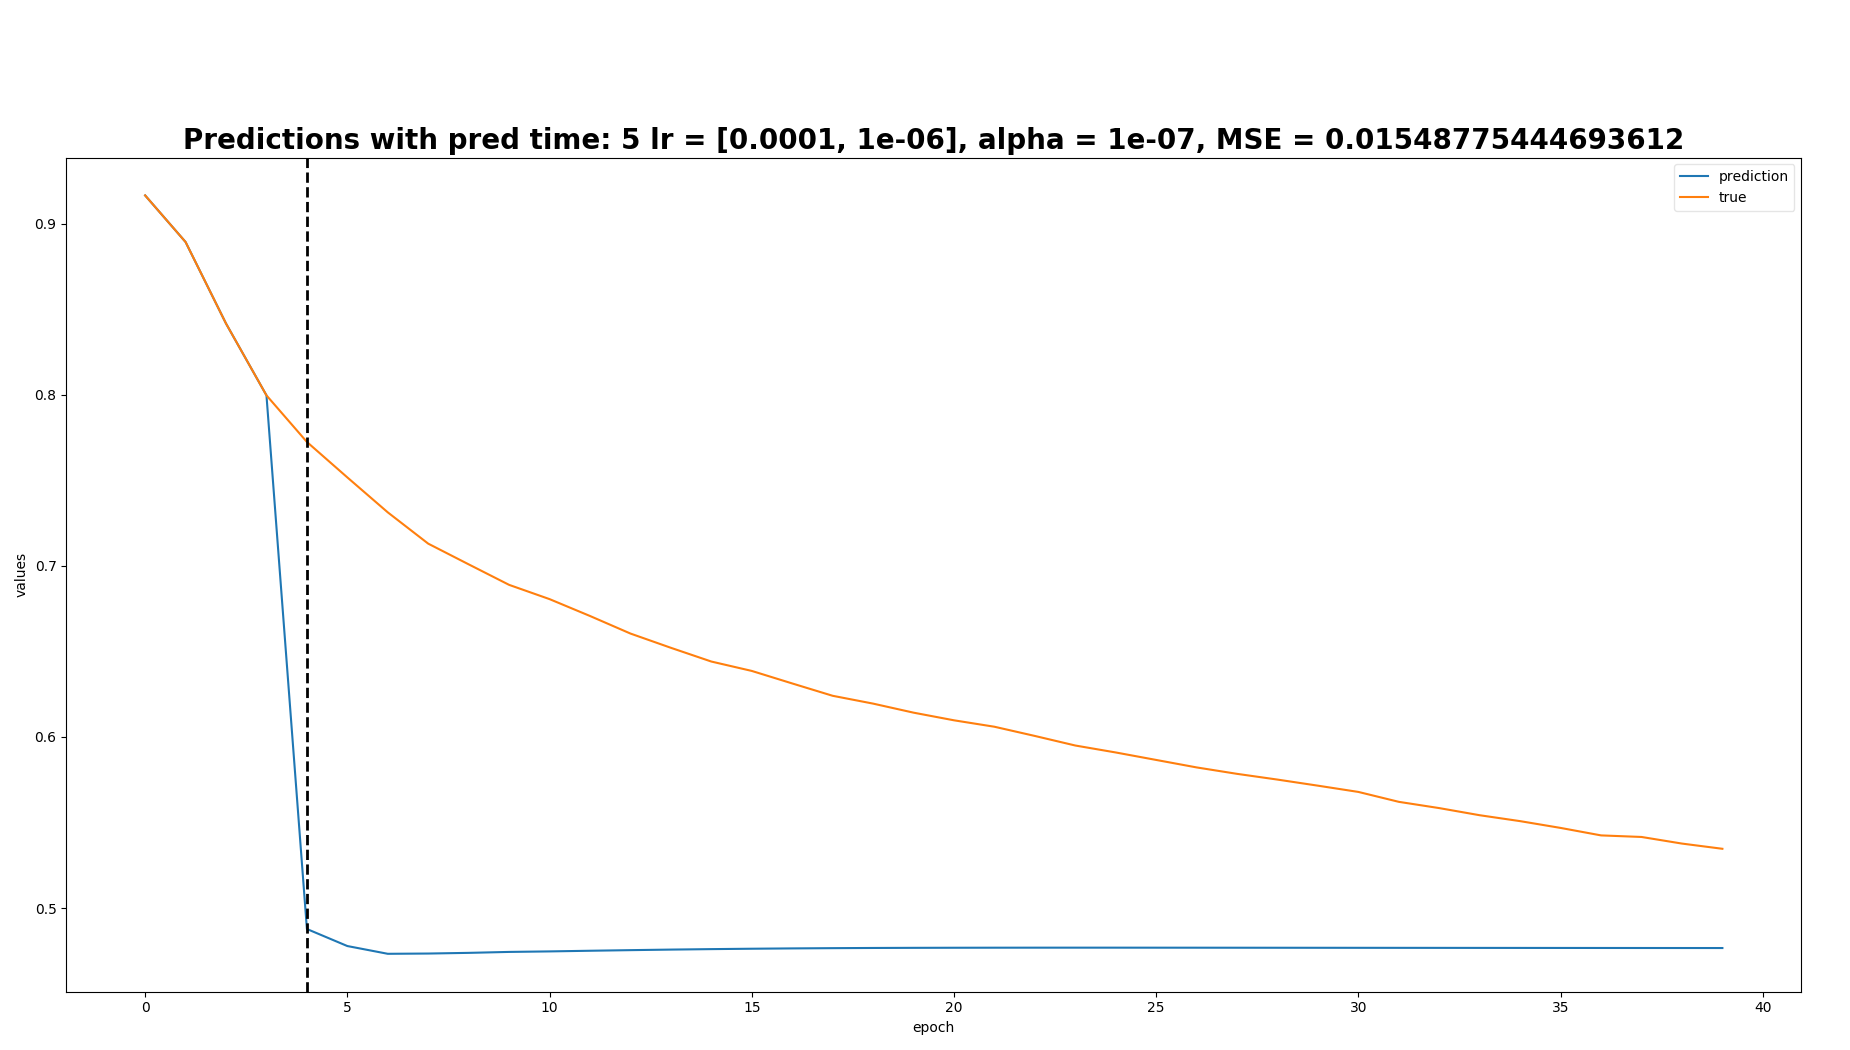 Predictions with pred time: 5 lr = [0.0001, 1e-06], alpha = 1e-07, MSE = 0.01548775444693612
prediction
true
0.9
0.8
0.7
0.6
0.5
values
0 5 10 15 20 25 30 35 40
epoch